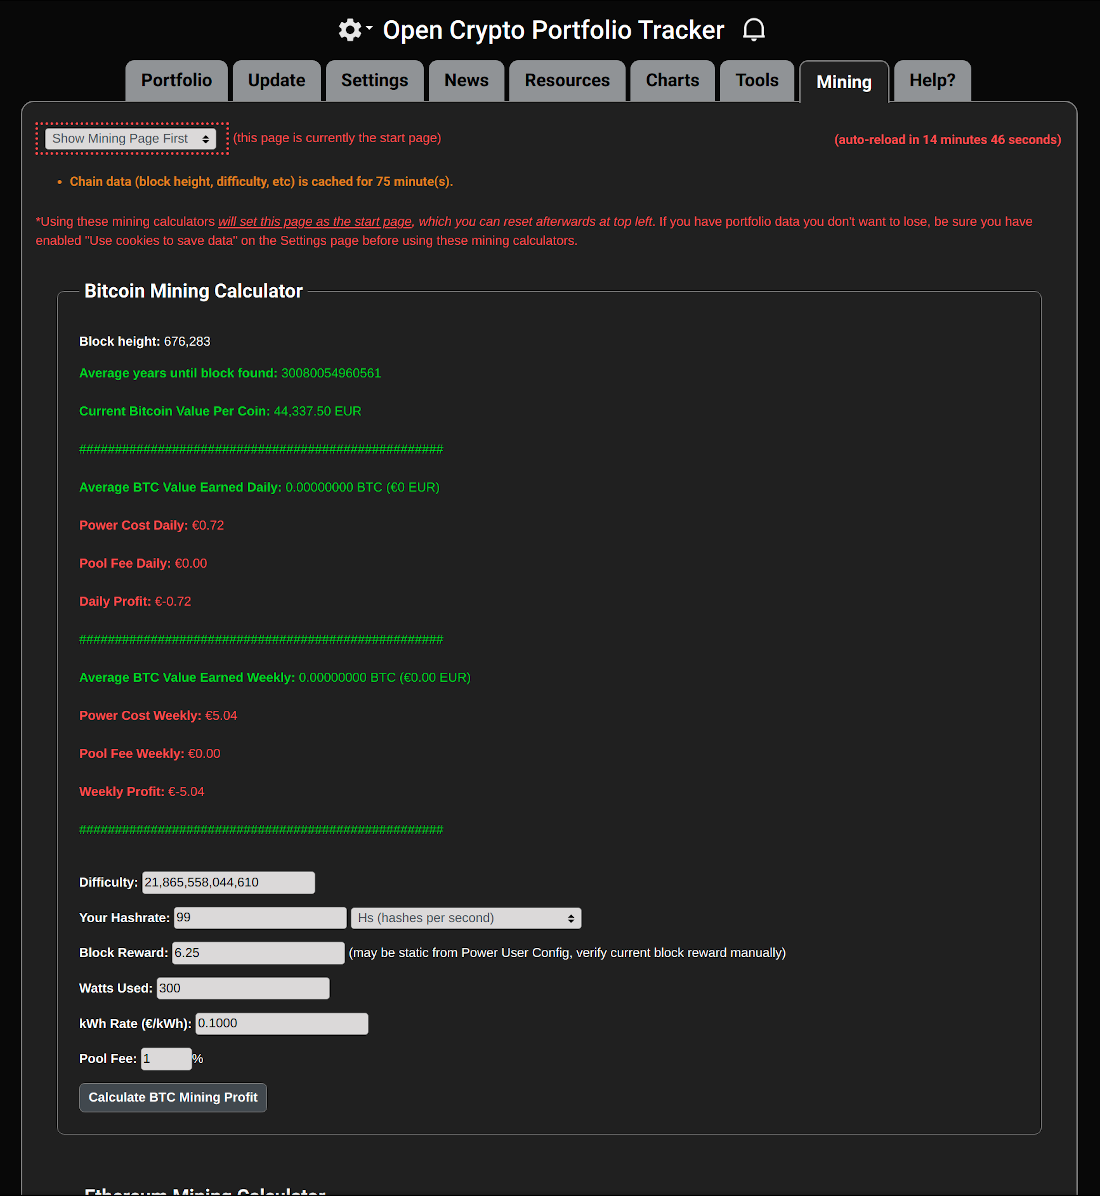 Open Crypto Portfolio Tracker
Portfolio Update Settings News Resources Charts Tools Mining Help?
Show Mining Page First (this page is currently the start page) (auto-reload in 14 minutes 46 seconds)
• Chain data (block height, difficulty, etc) is cached for 75 minute(s).
*Using these mining calculators will set this page as the start page, which you can reset afterwards at top left. If you have portfolio data you don't want to lose, be sure you have
enabled "Use cookies to save data" on the Settings page before using these mining calculators.
Bitcoin Mining Calculator
Block height: 676,283
Average years until block found: 30080054960561
Current Bitcoin Value Per Coin: 44,337.50 EUR
####################################################
Average BTC Value Earned Daily: 0.00000000 BTC (€0 EUR)
Power Cost Daily: €0.72
Pool Fee Daily: €0.00
Daily Profit: €-0.72
####################################################
Average BTC Value Earned Weekly: 0.00000000 BTC (€0.00 EUR)
Power Cost Weekly: €5.04
Pool Fee Weekly: €0.00
Weekly Profit: €-5.04
####################################################
Difficulty: 21,865,558,044,610
Your Hashrate: 99 Hs (hashes per second)
Block Reward: 6.25 (may be static from Power User Config, verify current block reward manually)
Watts Used: 300
kWh Rate (€/kWh): 0.1000
Pool Fee: 1 %
Calculate BTC Mining Profit
Ethereum Mining Calculator